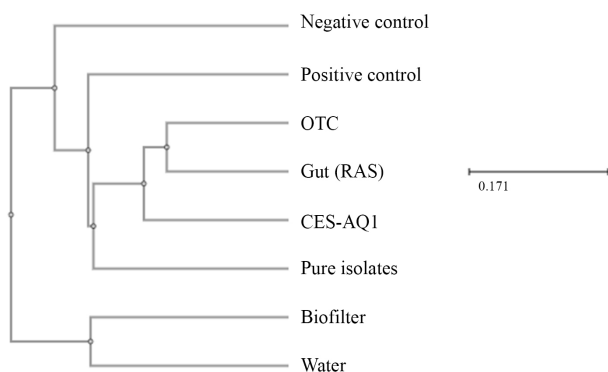 Negative control
Positive control
OTC
Gut (RAS)
0.171
CES-AQ1
Pure isolates
Biofilter
Water